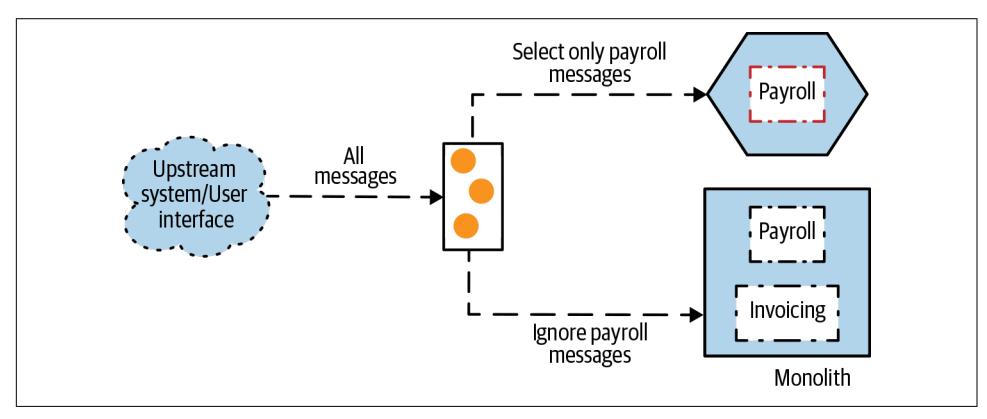 Select only payroll
messages
Payroll
Upstream
system/User
interface
All
messages
Payroll
Invoicing
Ignore payroll
messages
Monolith